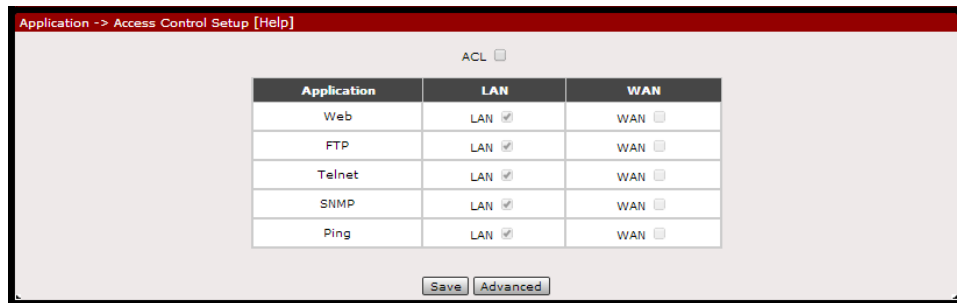 Application -> Access Control Setup [Help]
ACL
Application LAN WAN
Web LAN WAN
FTP LAN WAN
Telnet LAN WAN
SNMP LAN WAN
Ping LAN WAN
Save Advanced